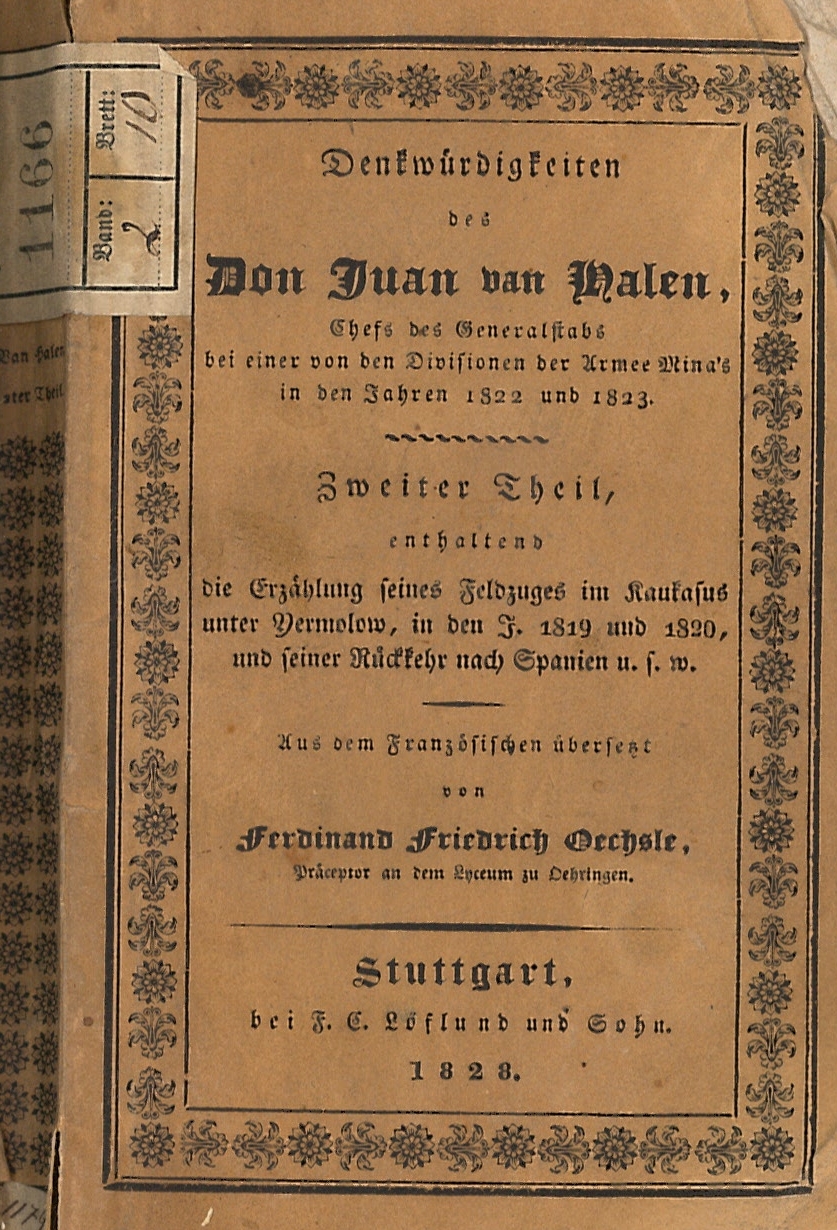 1166
Brett:
10
Band:
2
Van Halen
2ter Theil
Denkwürdigkeiten
des
Don Juan van Halen,
Chefs des Generalstabs
bei einer von den Divisionen der Armee Mina's
in den Jahren 1822 und 1823.
Zweiter Theil,
enthaltend
die Erzählung seines Feldzuges im Kaukasus
unter Yermolow, in den J. 1819 und 1820,
und seiner Rückkehr nach Spanien u. s. w.
Aus dem Französischen übersetzt
von
Ferdinand Friedrich Oechsle,
Präceptor an dem Lyceum zu Oehringen.
Stuttgart,
bei F. C. Löflund und Sohn.
1828.